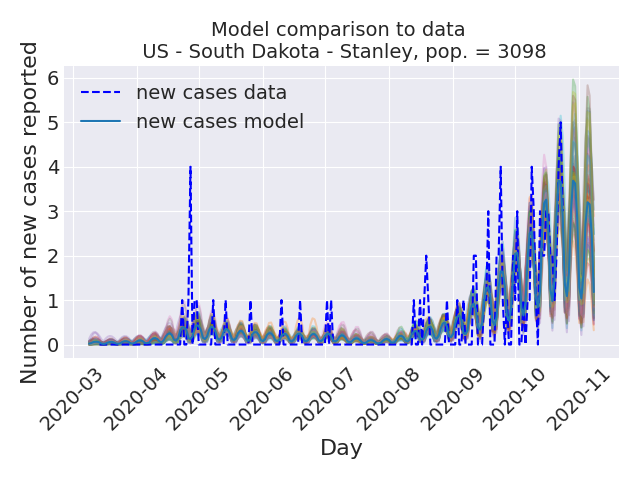 Model comparison to data
US - South Dakota - Stanley, pop. = 3098
Number of new cases reported
6
5
4
3
2
1
0
new cases data
new cases model
2020-03
2020-04
2020-05
2020-06
2020-07
2020-08
2020-09
2020-10
2020-11
Day